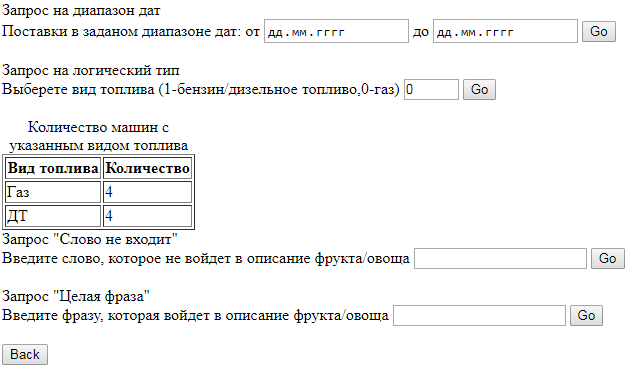 Запрос на диапазон дат
Поставки в заданом диапазоне дат: от дд.мм.гггг до дд.мм.гггг Go
Запрос на логический тип
Выберете вид топлива (1-бензин/дизельное топливо,0-газ) 0 Go
Количество машин с
указанным видом топлива
Вид топлива Количество
Газ 4
ДТ 4
Запрос "Слово не входит"
Введите слово, которое не войдет в описание фрукта/овоща Go
Запрос "Целая фраза"
Введите фразу, которая войдет в описание фрукта/овоща Go
Back